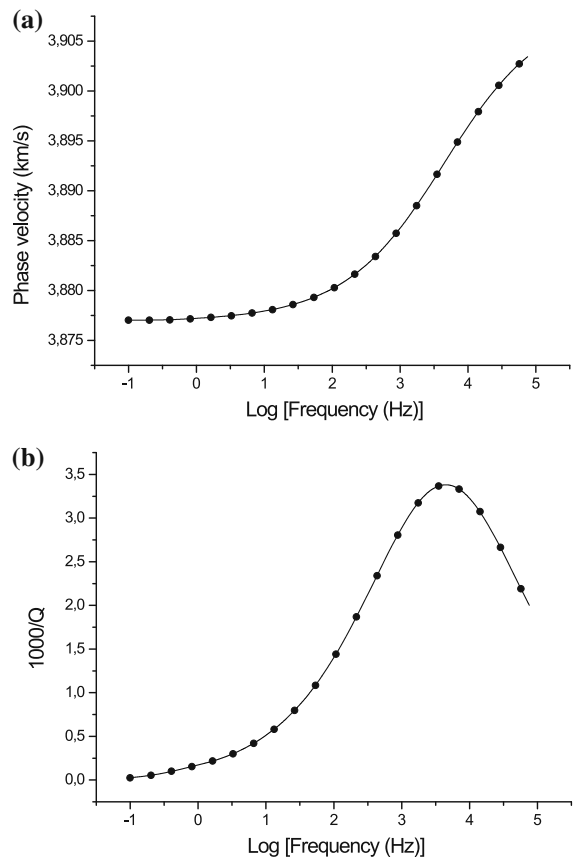 (a)
3,905
3,900
3,895
3,890
3,885
3,880
3,875
Phase velocity (km/s)
-1 0 1 2 3 4 5
Log [Frequency (Hz)]
(b)
3,5
3,0
2,5
2,0
1,5
1,0
0,5
0,0
1000/Q
-1 0 1 2 3 4 5
Log [Frequency (Hz)]